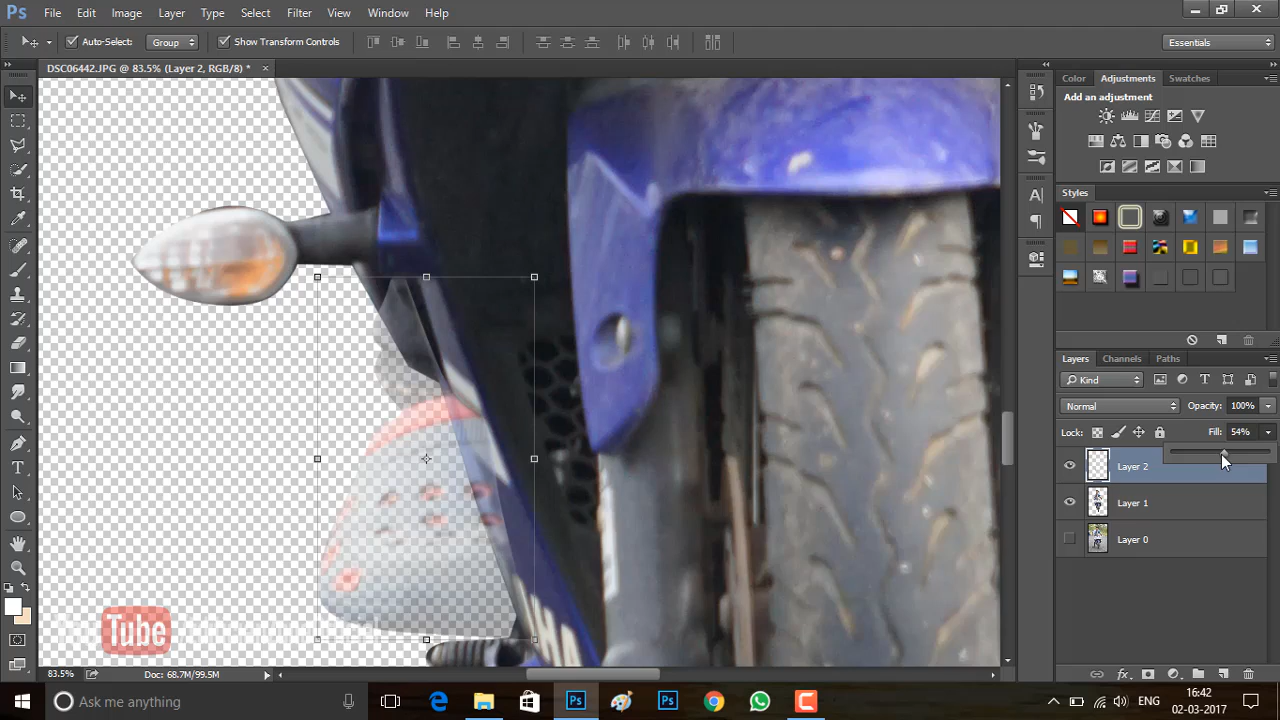 Ps File Edit Image Layer Type Select Filter View Window Help
Auto-Select: Group Show Transform Controls Essentials
DSC06442.JPG @ 83.5% (Layer 2, RGB/8) * ×
Color Adjustments Swatches
Add an adjustment
Styles
Layers Channels Paths
Kind
Normal Opacity: 100%
Lock: Fill: 54%
Layer 2
Layer 1
Layer 0
Tube
83.5% Doc: 68.7M/99.5M
Ask me anything
ENG
16:42
02-03-2017